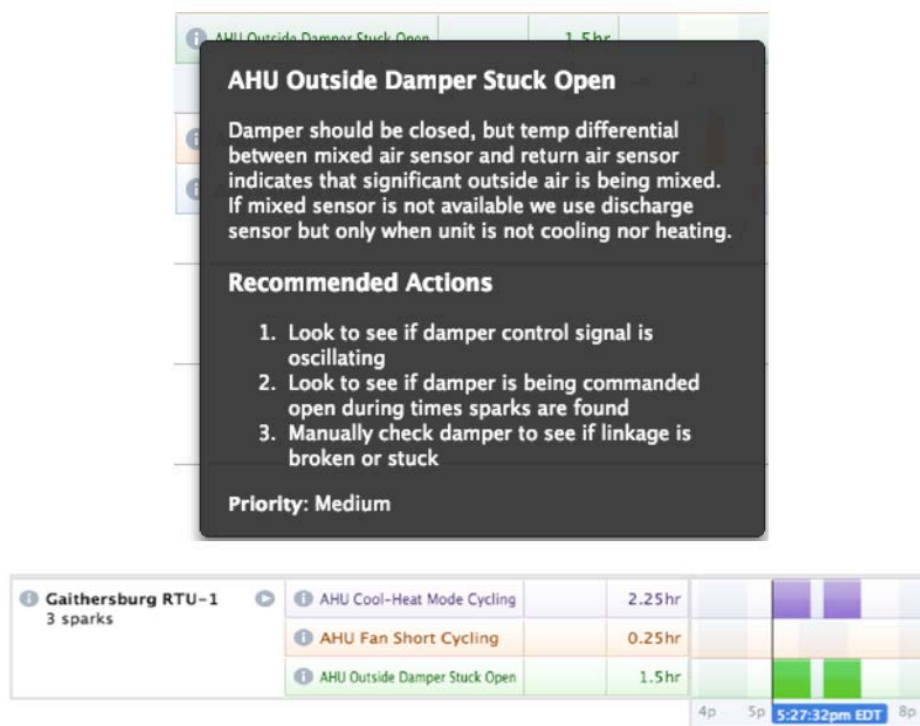 AHU Outside Damper Stuck Open 1.5hr
AHU Outside Damper Stuck Open
Damper should be closed, but temp differential
between mixed air sensor and return air sensor
indicates that significant outside air is being mixed.
If mixed sensor is not available we use discharge
sensor but only when unit is not cooling nor heating.
Recommended Actions
1. Look to see if damper control signal is
oscillating
2. Look to see if damper is being commanded
open during times sparks are found
3. Manually check damper to see if linkage is
broken or stuck
Priority: Medium
Gaithersburg RTU-1 AHU Cool-Heat Mode Cycling 2.25hr
3 sparks
AHU Fan Short Cycling 0.25hr
AHU Outside Damper Stuck Open 1.5hr
4p 5p 5:27:32pm EDT 8p